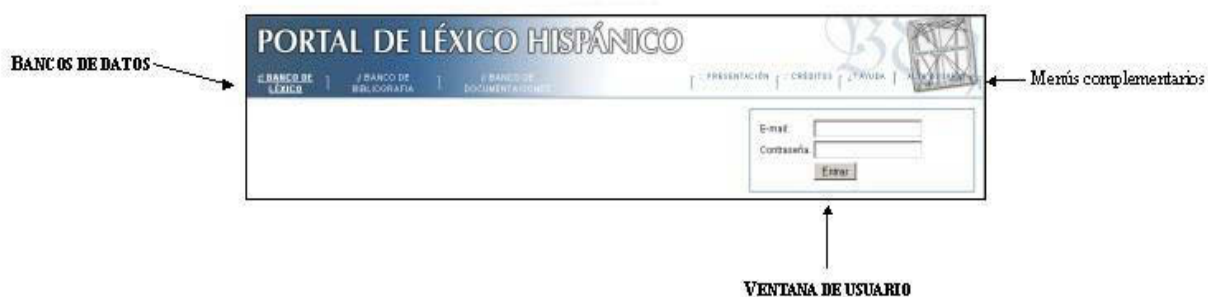 PORTAL DE LÉXICO HISPÁNICO
BANCOS DE DATOS
// BANCO DE
LÉXICO
// BANCO DE
BIBLIOGRAFIA
// BANCO DE
DOCUMENTACIONES
PRESENTACIÓN
CRÉDITOS
AYUDA
Menús complementarios
E-mail:
Contraseña:
Entrar
VENTANA DE USUARIO